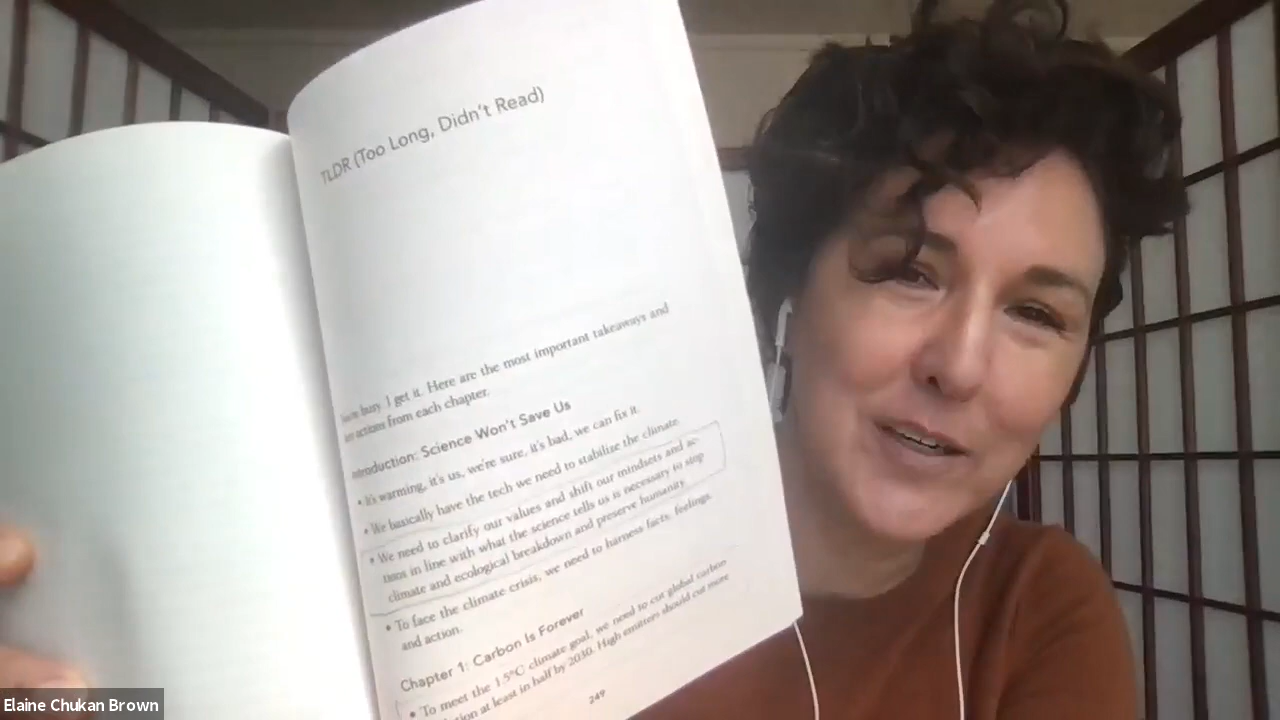 TLDR (Too Long, Didn't Read)
busy. I get it. Here are the most important takeaways and
actions from each chapter.
Introduction: Science Won't Save Us
• It's warming, it's us, we're sure, it's bad, we can fix it.
• We basically have the tech we need to stabilize the climate.
• We need to clarify our values and shift our mindsets and ac-
tions in line with what the science tells us is necessary to stop
climate and ecological breakdown and preserve humanity.
• To face the climate crisis, we need to harness facts, feelings,
and action.
Chapter 1: Carbon Is Forever
• To meet the 1.5°C climate goal, we need to cut global carbon
at least in half by 2030. High emitters should cut more
249
Elaine Chukan Brown